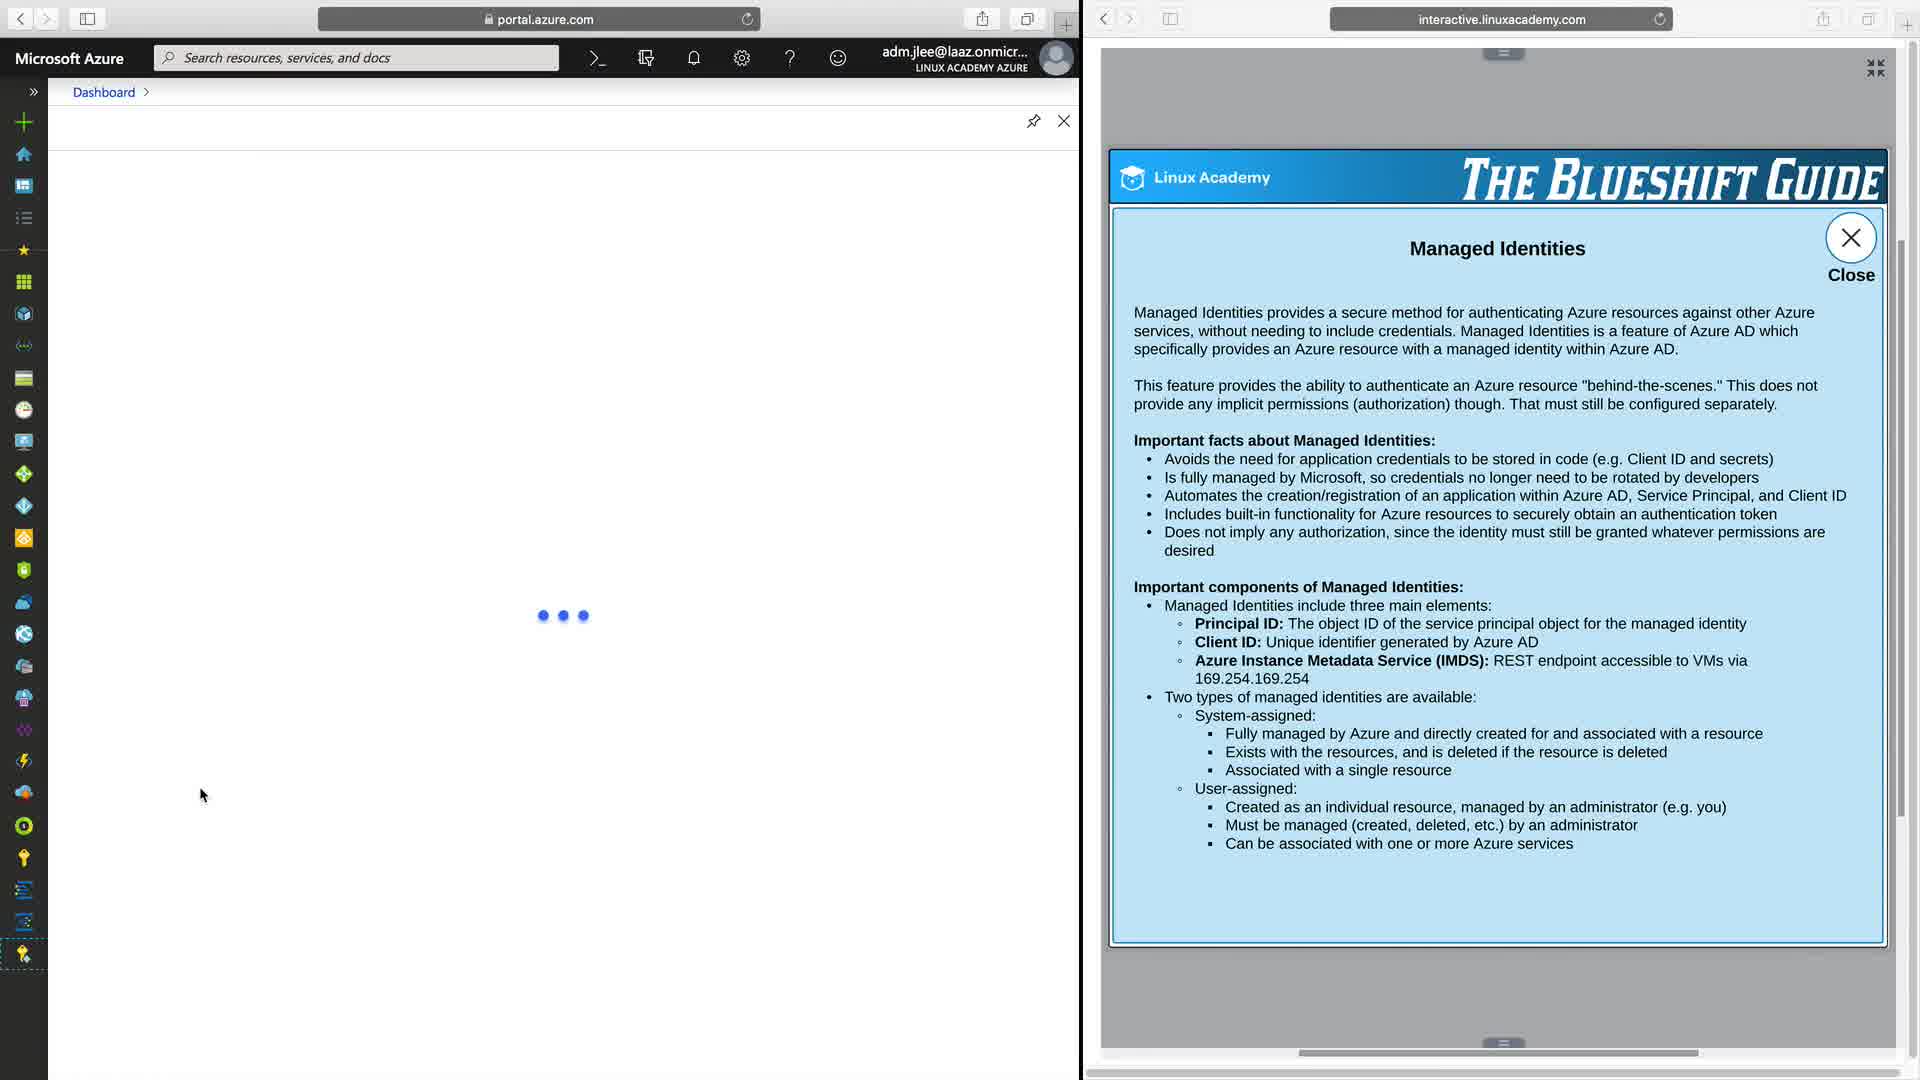 portal.azure.com
Microsoft Azure
Search resources, services, and docs
adm.jlee@laaz.onmicr...
LINUX ACADEMY AZURE
Dashboard
interactive.linuxacademy.com
Linux Academy
THE BLUESHIFT GUIDE
Managed Identities
Close
Managed Identities provides a secure method for authenticating Azure resources against other Azure
services, without needing to include credentials. Managed Identities is a feature of Azure AD which
specifically provides an Azure resource with a managed identity within Azure AD.
This feature provides the ability to authenticate an Azure resource "behind-the-scenes." This does not
provide any implicit permissions (authorization) though. That must still be configured separately.
Important facts about Managed Identities:
• Avoids the need for application credentials to be stored in code (e.g. Client ID and secrets)
• Is fully managed by Microsoft, so credentials no longer need to be rotated by developers
• Automates the creation/registration of an application within Azure AD, Service Principal, and Client ID
• Includes built-in functionality for Azure resources to securely obtain an authentication token
• Does not imply any authorization, since the identity must still be granted whatever permissions are
desired
Important components of Managed Identities:
• Managed Identities include three main elements:
◦ Principal ID: The object ID of the service principal object for the managed identity
◦ Client ID: Unique identifier generated by Azure AD
◦ Azure Instance Metadata Service (IMDS): REST endpoint accessible to VMs via
169.254.169.254
• Two types of managed identities are available:
◦ System-assigned:
▪ Fully managed by Azure and directly created for and associated with a resource
▪ Exists with the resources, and is deleted if the resource is deleted
▪ Associated with a single resource
◦ User-assigned:
▪ Created as an individual resource, managed by an administrator (e.g. you)
▪ Must be managed (created, deleted, etc.) by an administrator
▪ Can be associated with one or more Azure services